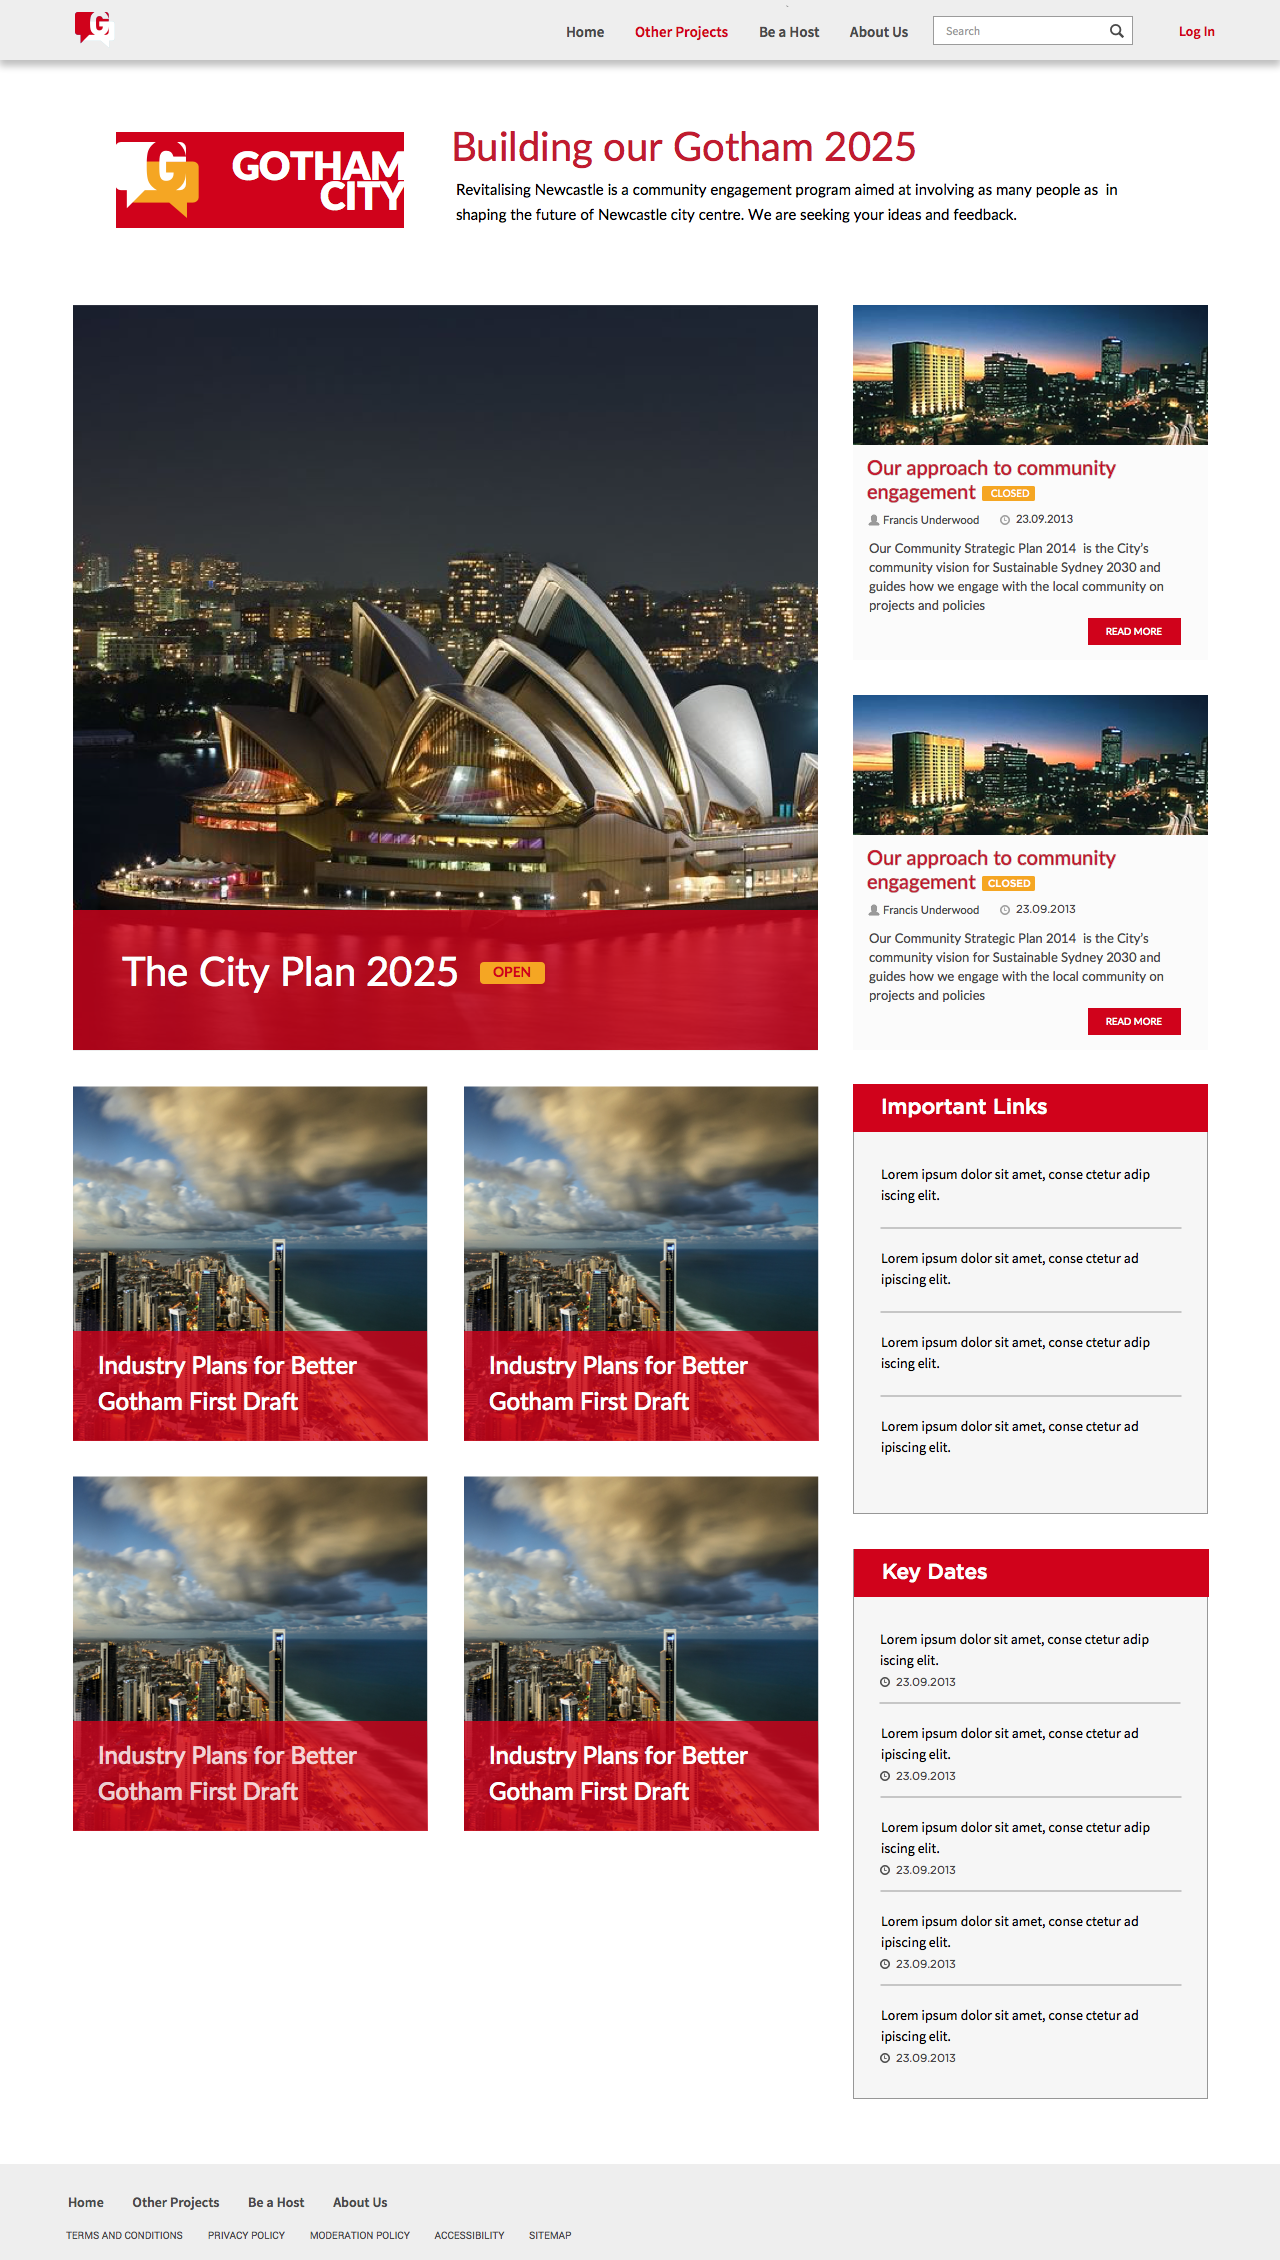 G
Home Other Projects Be a Host About Us Search Log In
G GOTHAM
CITY
Building our Gotham 2025
Revitalising Newcastle is a community engagement program aimed at involving as many people as in
shaping the future of Newcastle city centre. We are seeking your ideas and feedback.
The City Plan 2025 OPEN
Our approach to community
engagement CLOSED
Francis Underwood 23.09.2013
Our Community Strategic Plan 2014 is the City's
community vision for Sustainable Sydney 2030 and
guides how we engage with the local community on
projects and policies
READ MORE
Our approach to community
engagement CLOSED
Francis Underwood 23.09.2013
Our Community Strategic Plan 2014 is the City's
community vision for Sustainable Sydney 2030 and
guides how we engage with the local community on
projects and policies
READ MORE
Industry Plans for Better
Gotham First Draft
Industry Plans for Better
Gotham First Draft
Industry Plans for Better
Gotham First Draft
Industry Plans for Better
Gotham First Draft
Important Links
Lorem ipsum dolor sit amet, conse ctetur adip
iscing elit.
Lorem ipsum dolor sit amet, conse ctetur ad
ipiscing elit.
Lorem ipsum dolor sit amet, conse ctetur adip
iscing elit.
Lorem ipsum dolor sit amet, conse ctetur ad
ipiscing elit.
Key Dates
Lorem ipsum dolor sit amet, conse ctetur adip
iscing elit.
23.09.2013
Lorem ipsum dolor sit amet, conse ctetur ad
ipiscing elit.
23.09.2013
Lorem ipsum dolor sit amet, conse ctetur adip
iscing elit.
23.09.2013
Lorem ipsum dolor sit amet, conse ctetur ad
ipiscing elit.
23.09.2013
Lorem ipsum dolor sit amet, conse ctetur ad
ipiscing elit.
23.09.2013
Home Other Projects Be a Host About Us
TERMS AND CONDITIONS PRIVACY POLICY MODERATION POLICY ACCESSIBILITY SITEMAP